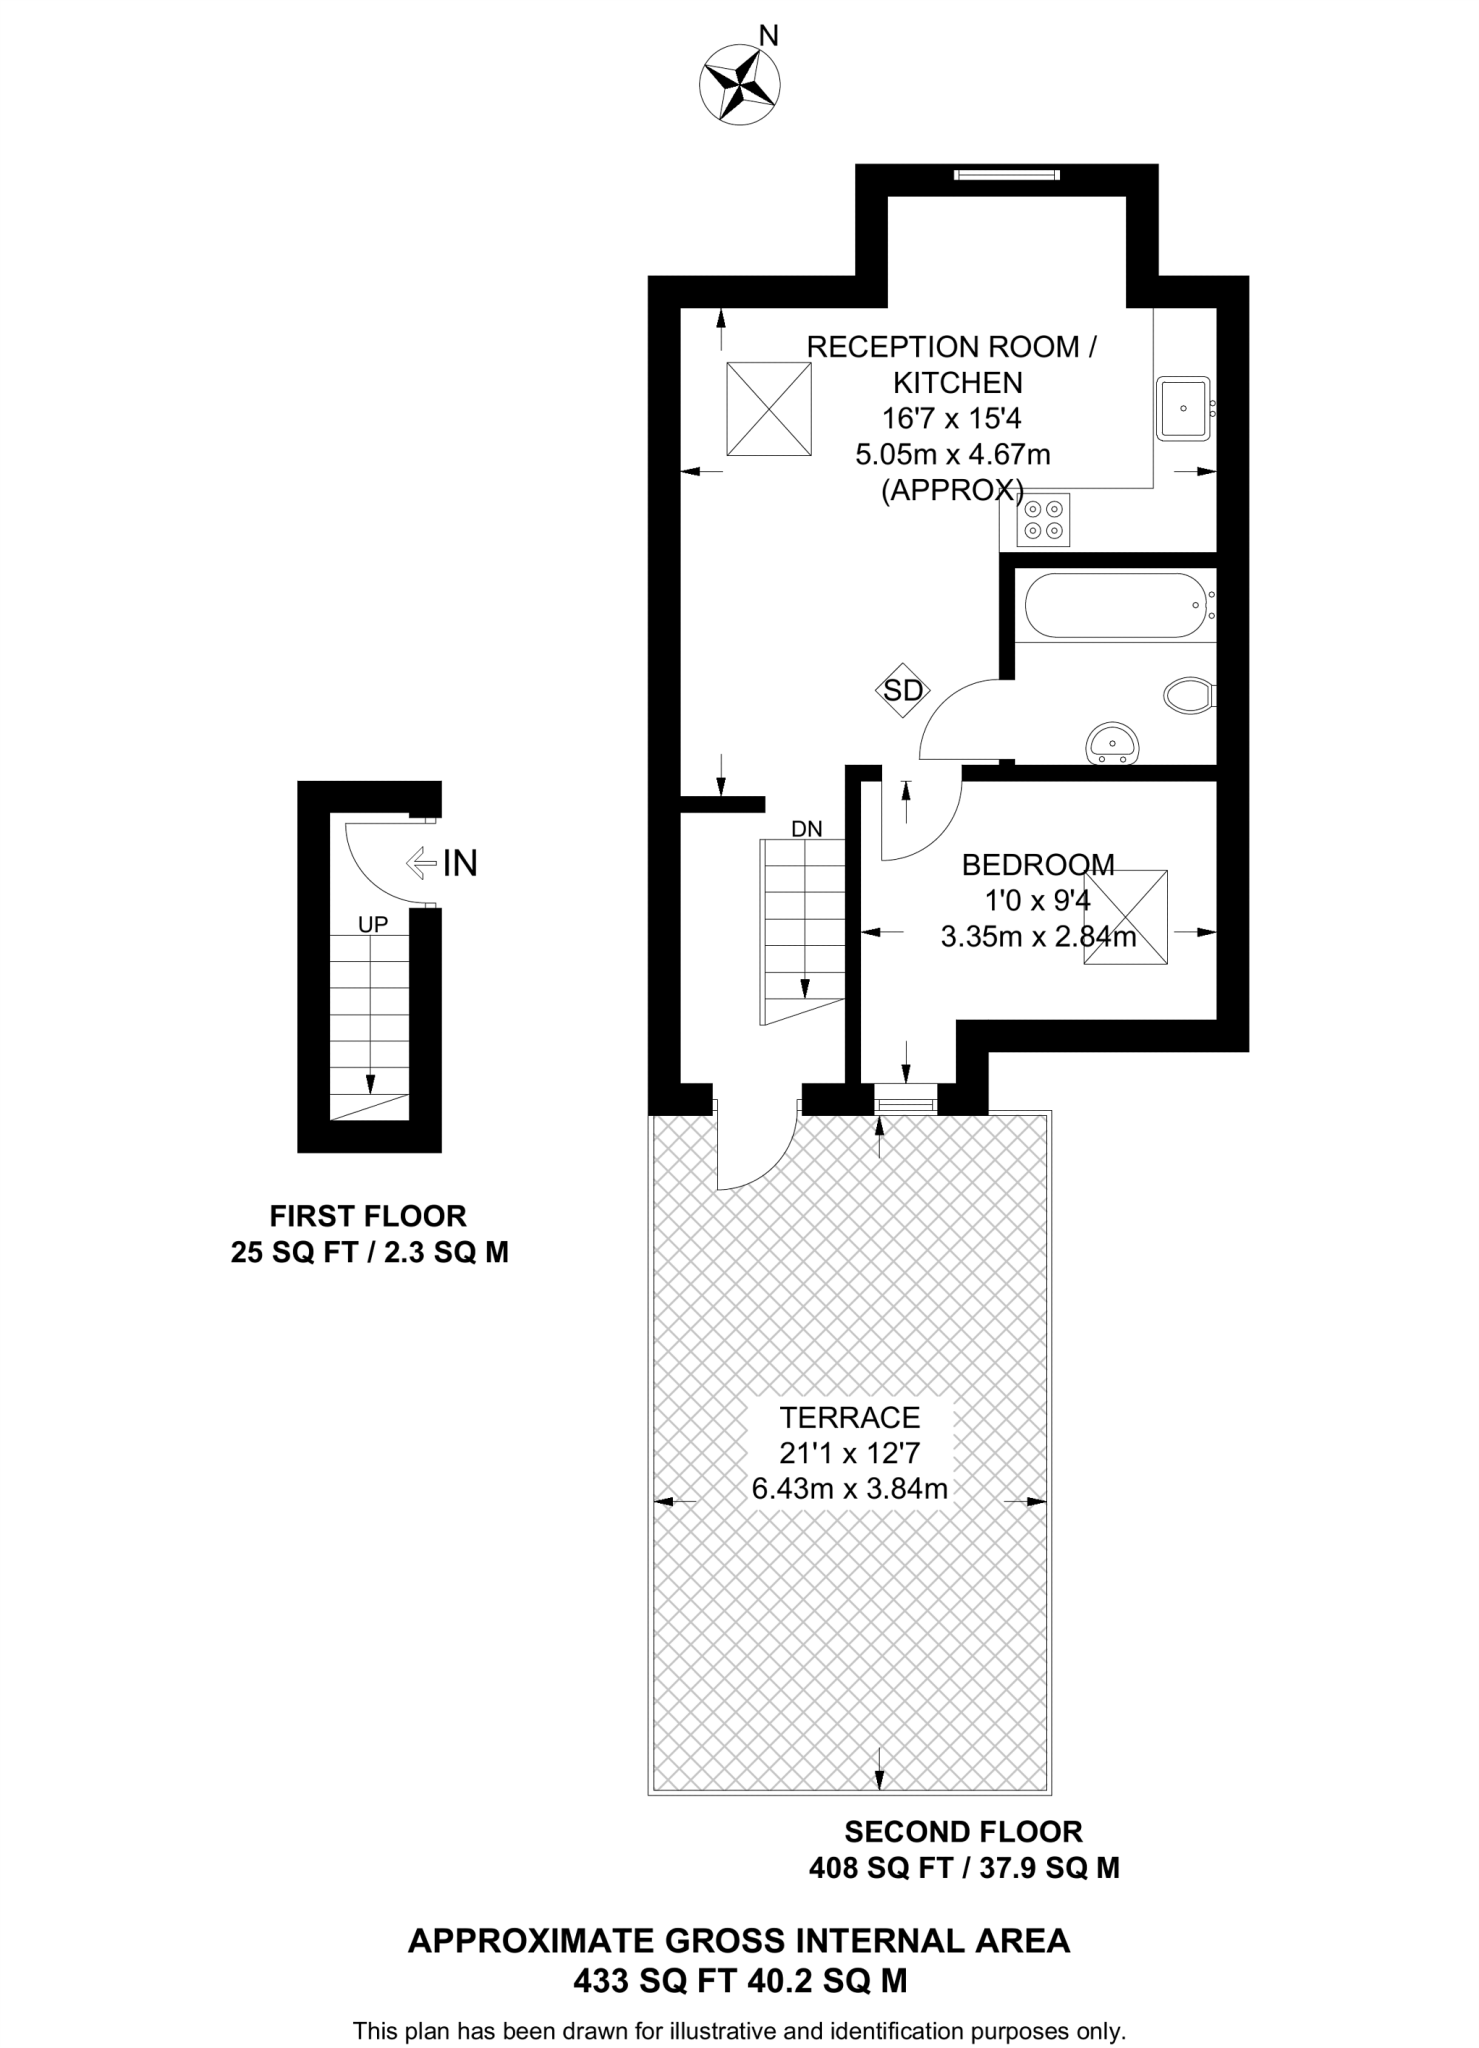 N
RECEPTION ROOM /
KITCHEN
16'7 x 15'4
5.05m x 4.67m
(APPROX)
SD
DN
IN
UP
BEDROOM
1'0 x 9'4
3.35m x 2.84m
FIRST FLOOR
25 SQ FT / 2.3 SQ M
TERRACE
21'1 x 12'7
6.43m x 3.84m
SECOND FLOOR
408 SQ FT / 37.9 SQ M
APPROXIMATE GROSS INTERNAL AREA
433 SQ FT 40.2 SQ M
This plan has been drawn for illustrative and identification purposes only.